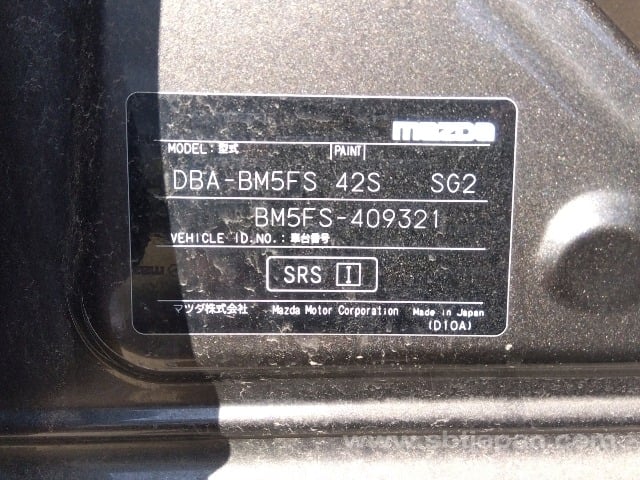 mazda
MODEL:型式 PAINT
DBA-BM5FS 42S SG2
BM5FS-409321
VEHICLE ID.NO.:車台番号
SRS I
マツダ株式会社 Mazda Motor Corporation Made in Japan
(D10A)
www.sbtjapan.com